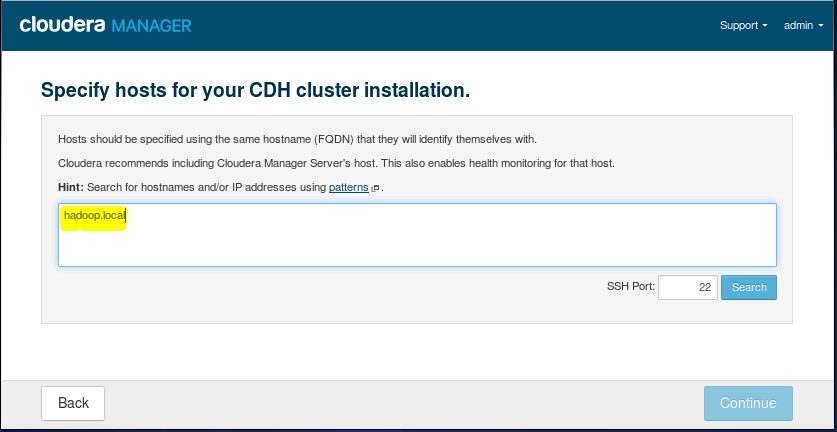 cloudera MANAGER
Support admin
Specify hosts for your CDH cluster installation.
Hosts should be specified using the same hostname (FQDN) that they will identify themselves with.
Cloudera recommends including Cloudera Manager Server's host. This also enables health monitoring for that host.
Hint: Search for hostnames and/or IP addresses using patterns .
hadoop.local
SSH Port: 22 Search
Back Continue